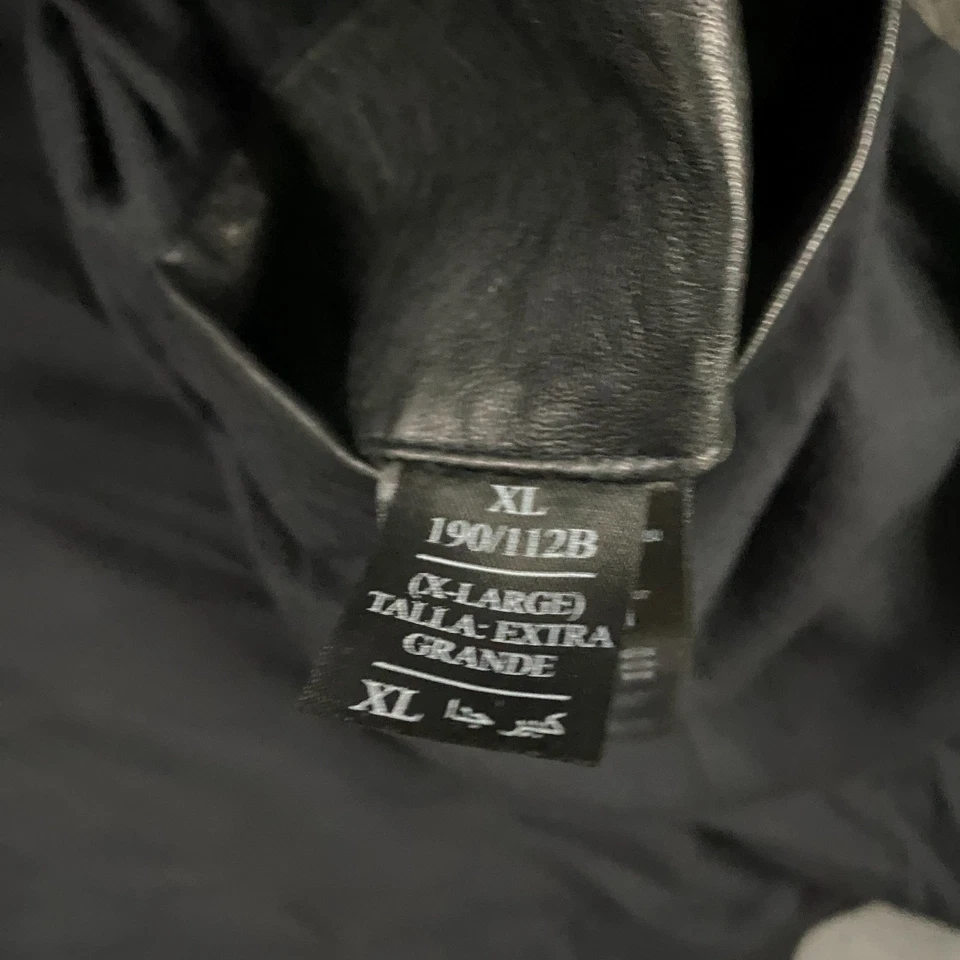 XL
190/112B
(X-LARGE)
TALLA: EXTRA
GRANDE
XL كبير جدا